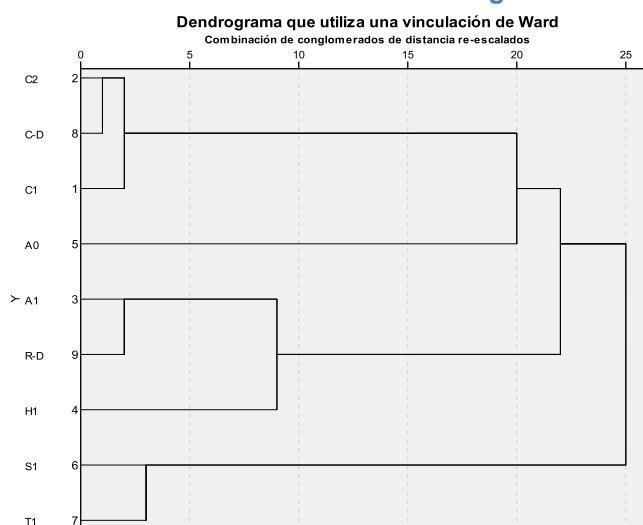 Dendrograma que utiliza una vinculación de Ward
Combinación de conglomerados de distancia re-escalados
0 5 10 15 20 25
C2 2
C-D 8
C1 1
A0 5
Y
A1 3
R-D 9
H1 4
S1 6
T1 7